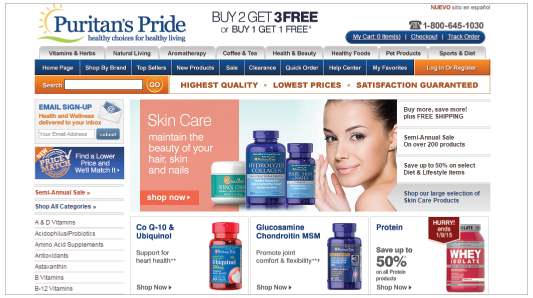 NUEVO sitio en español
Puritan's Pride
healthy choices for healthy living
BUY 2 GET 3 FREE*
or BUY 1 GET 1 FREE*
1-800-645-1030
My Cart 0 item(s) | Checkout | Track Order
Vitamins & Herbs Natural Living Aromatherapy Coffee & Tea Health & Beauty Healthy Foods Pet Products Sports & Diet
Home Page Shop By Brand Top Sellers New Products Sale Clearance Quick Order Help Center My Favorites Log In Or Register
Search GO HIGHEST QUALITY • LOWEST PRICES • SATISFACTION GUARANTEED
EMAIL SIGN-UP
Health and Wellness
delivered to your inbox
Your Email Address submit
NEW PRICE MATCH
Find a Lower
Price and
We'll Match It
Semi-Annual Sale »
Shop All Categories »
A & D Vitamins
Acidophilus/Probiotics
Amino Acid Supplements
Antioxidants
Astaxanthin
B Vitamins
B-12 Vitamins
Skin Care
maintain the
beauty of your
hair, skin
and nails
shop now
RETINOL CREAM
HYDROLYZED
COLLAGEN
HAIR, SKIN
NAILS
Buy more, save more!
plus FREE SHIPPING
Semi-Annual Sale
On over 200 products
Save up to 50% on select
Diet & Lifestyle items
Shop our large selection of
Skin Care Products
Co Q-10 &
Ubiquinol
Support for
heart health**
Shop Now
Ubiquinol
Glucosamine
Chondroitin MSM
Promote joint
comfort & flexibility**‡
Shop Now
Protein
Save up to
50%
on all Protein
products
Shop Now
HURRY!
ends
1/9/15
WHEY
ISOLATE